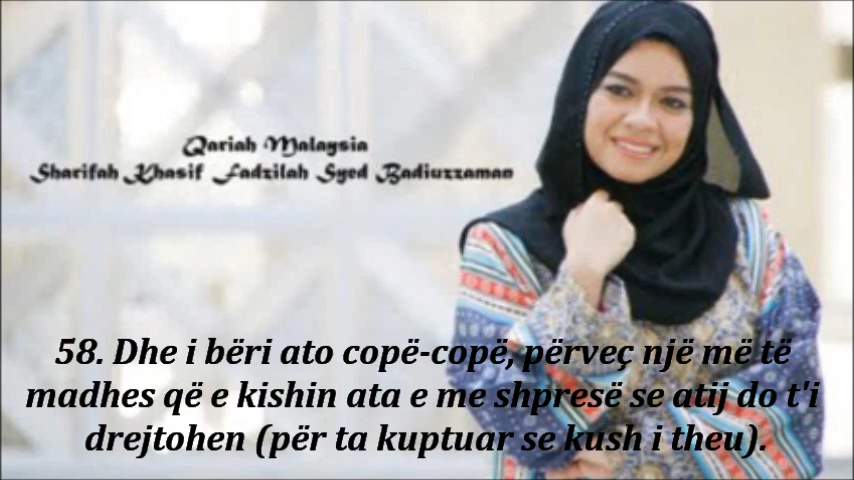 Qariah Malaysia
Sharifah Khasif Fadzilah Syed Badiuzzaman
58. Dhe i bëri ato copë-copë, përveç një më të
madhes që e kishin ata e me shpresë se atij do t'i
drejtohen (për ta kuptuar se kush i theu).